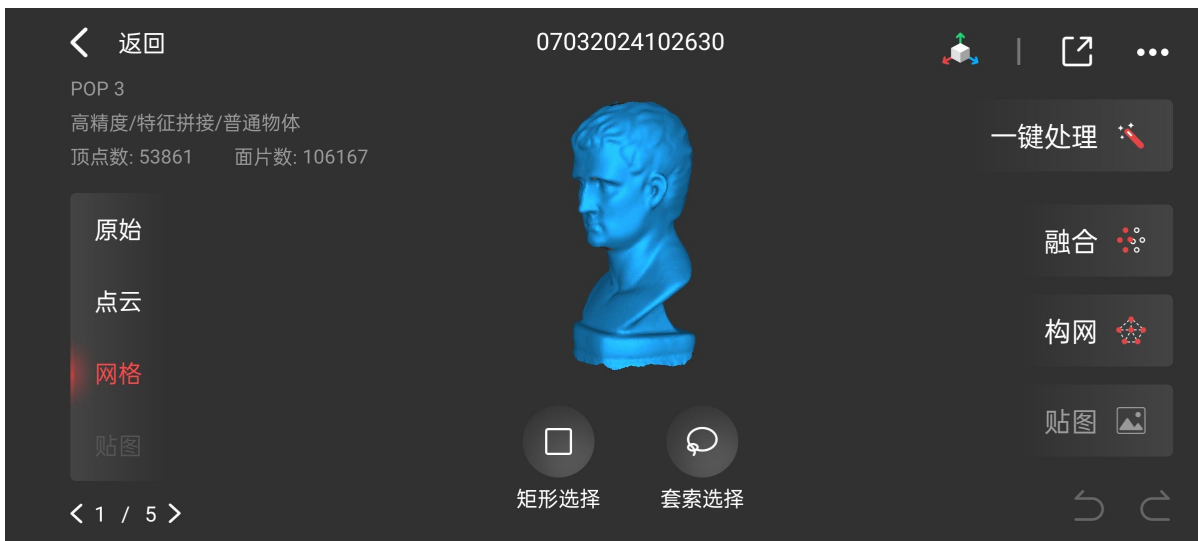 返回
07032024102630
POP 3
高精度/特征拼接/普通物体
顶点数: 53861 面片数: 106167
一键处理
原始
点云
网格
贴图
融合
构网
贴图
矩形选择
套索选择
1 / 5